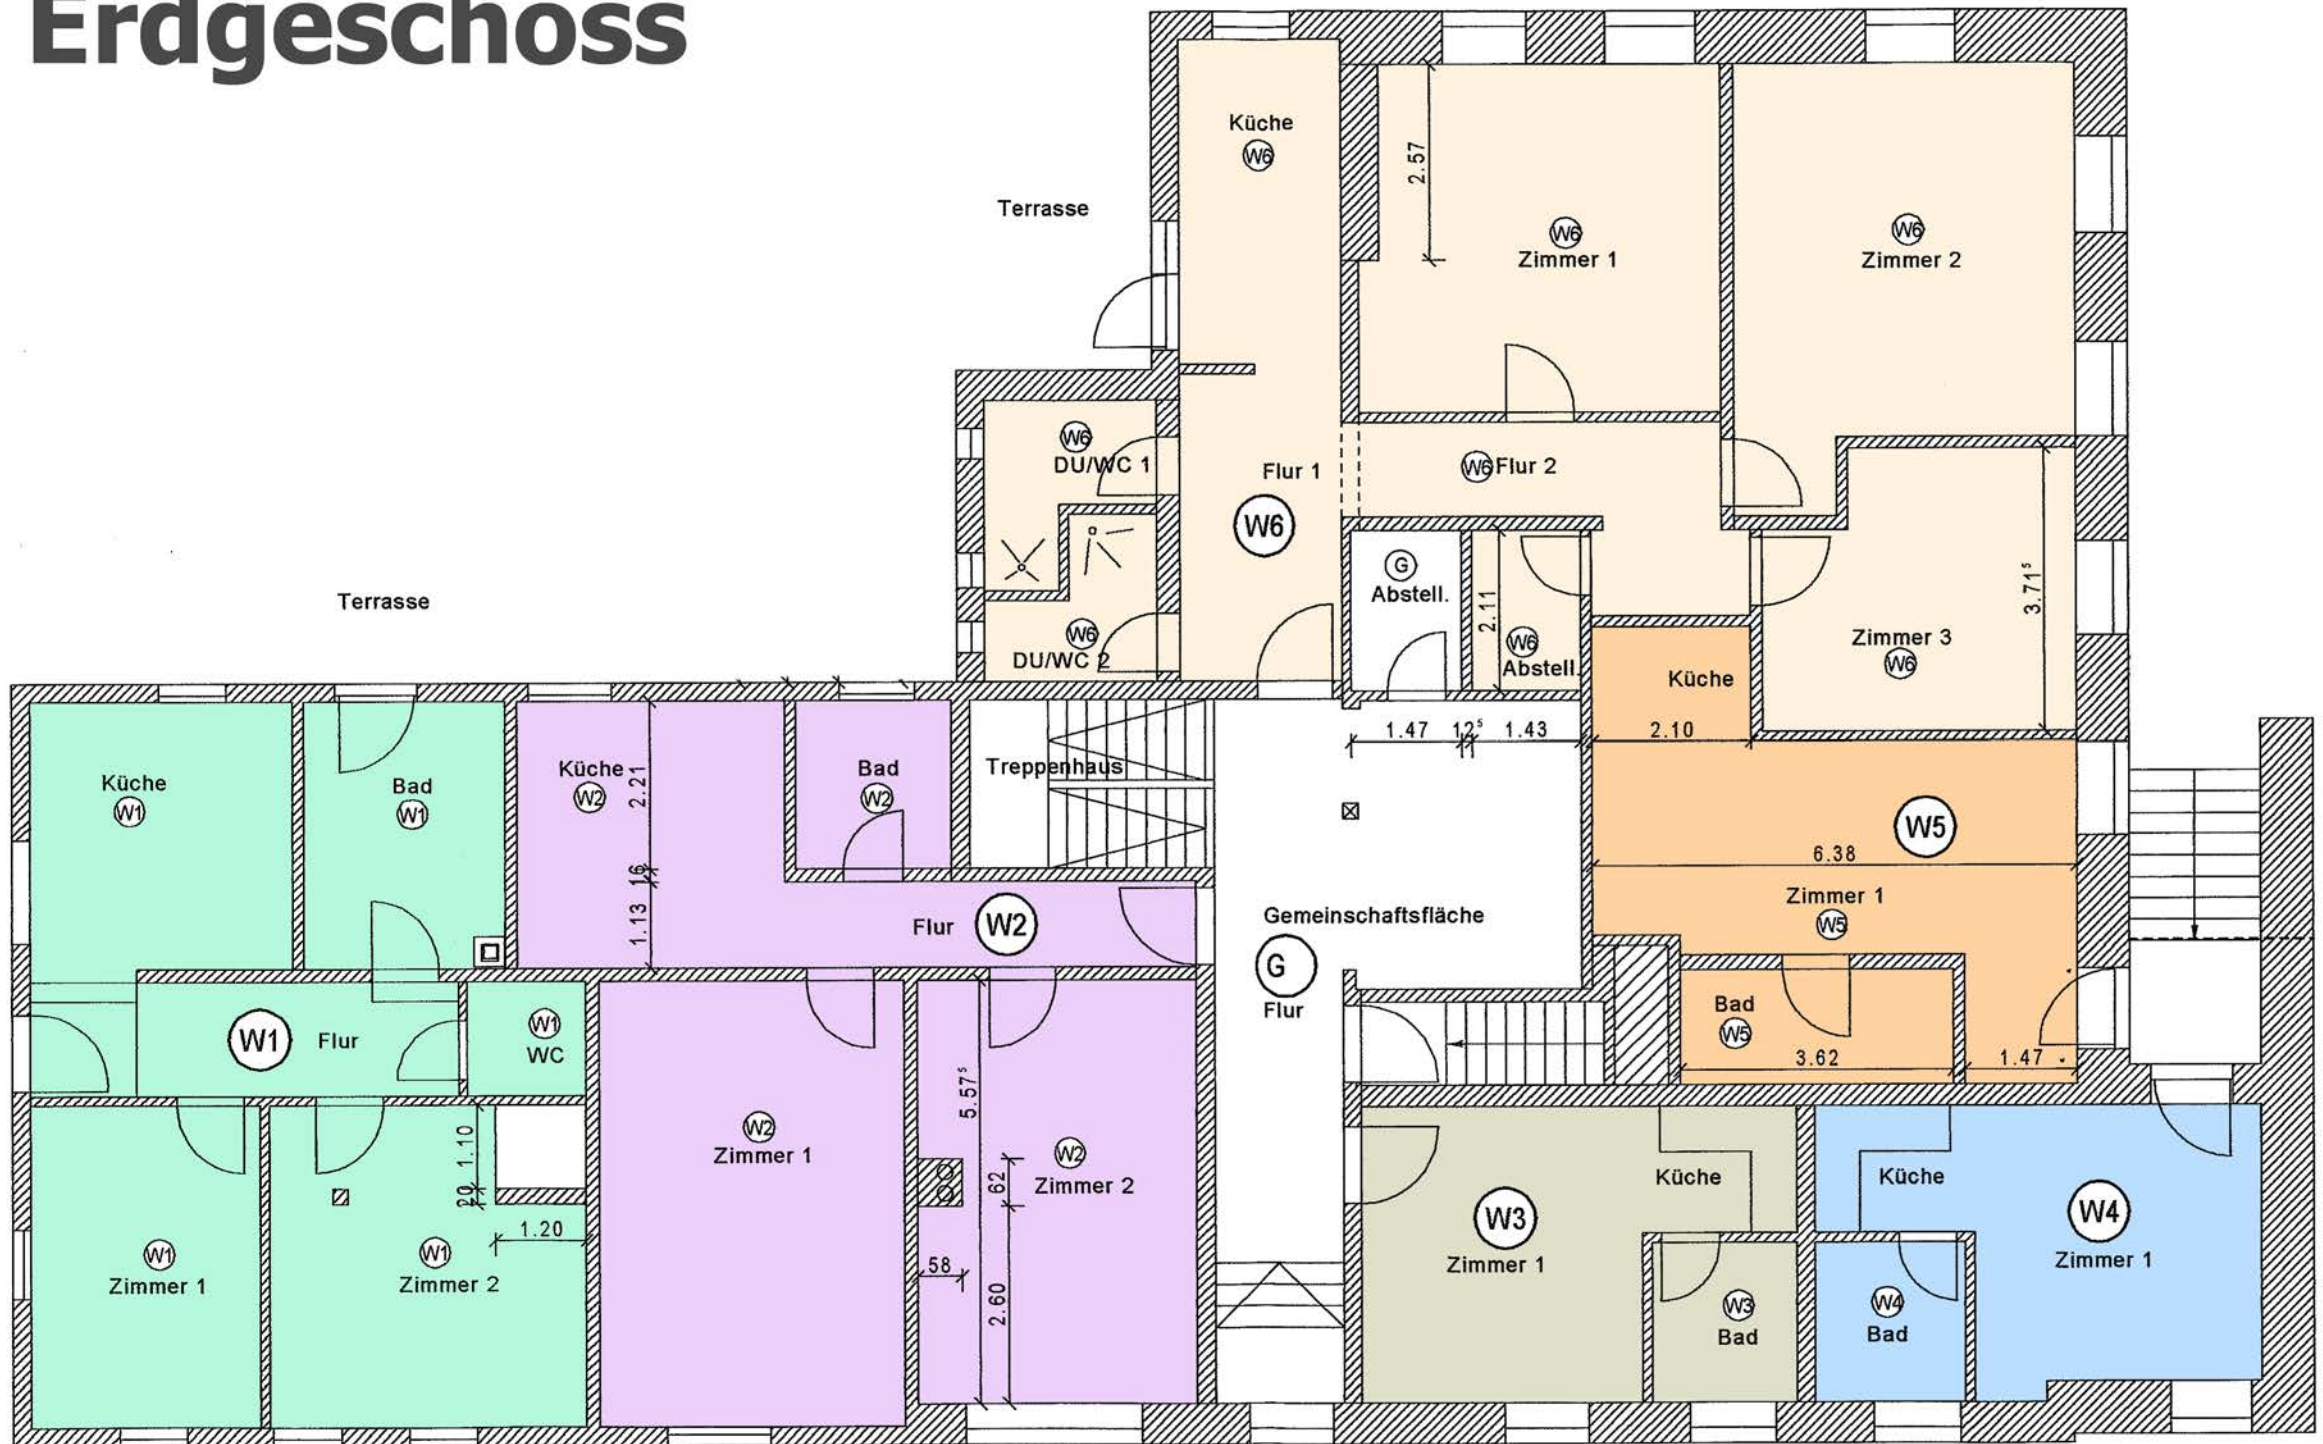 Erdgeschoss
Küche
W6
2.57
Terrasse
W6
Zimmer 1
W6
Zimmer 2
W6
DU/WC 1
Flur 1
W6
W6 Flur 2
G
Abstell.
2.11
W6
Abstell.
Zimmer 3
W6
3.71⁵
W6
DU/WC 2
Terrasse
Küche
2.10
1.47
12⁵
1.43
Küche
W1
Bad
W1
Küche
W2
2.21
16
1.13
Bad
W2
Treppenhaus
W5
6.38
Zimmer 1
W5
Flur
W2
Gemeinschaftsfläche
G
Flur
Bad
W5
3.62
1.47
W1
Flur
W1
WC
5.57⁵
W2
Zimmer 1
W2
Zimmer 2
62
58
2.60
1.10
20
1.20
W1
Zimmer 1
W1
Zimmer 2
Küche
W3
Zimmer 1
W3
Bad
Küche
W4
Zimmer 1
W4
Bad